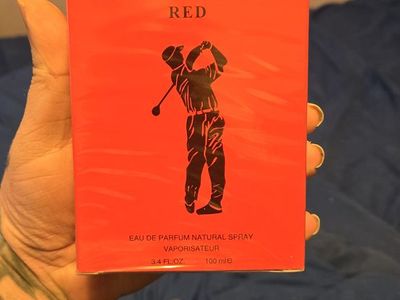 RED
EAU DE PARFUM NATURAL SPRAY
VAPORISATEUR
3.4 FL.OZ. 100 ml ℮